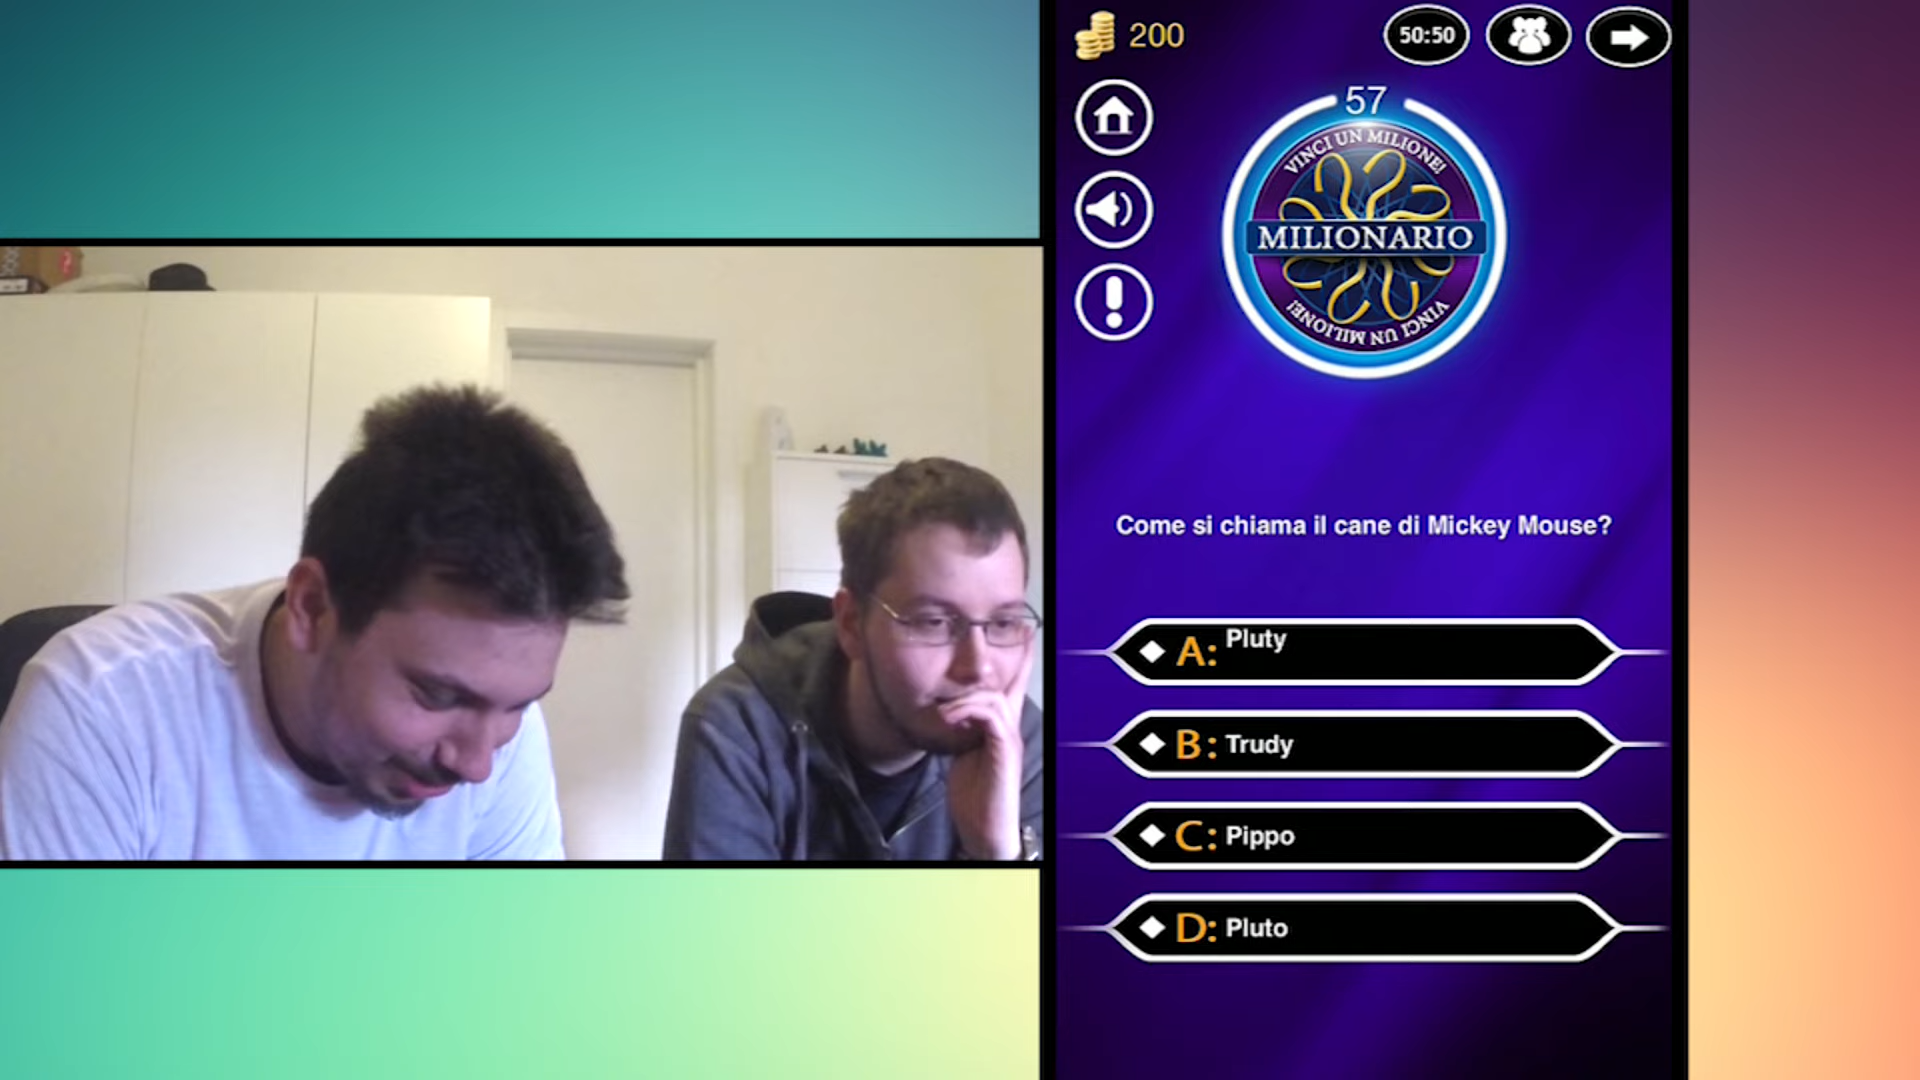 200
50:50
57
VINCI UN MILIONE!
MILIONARIO
VINCI UN MILIONE!
Come si chiama il cane di Mickey Mouse?
A: Pluty
B: Trudy
C: Pippo
D: Pluto